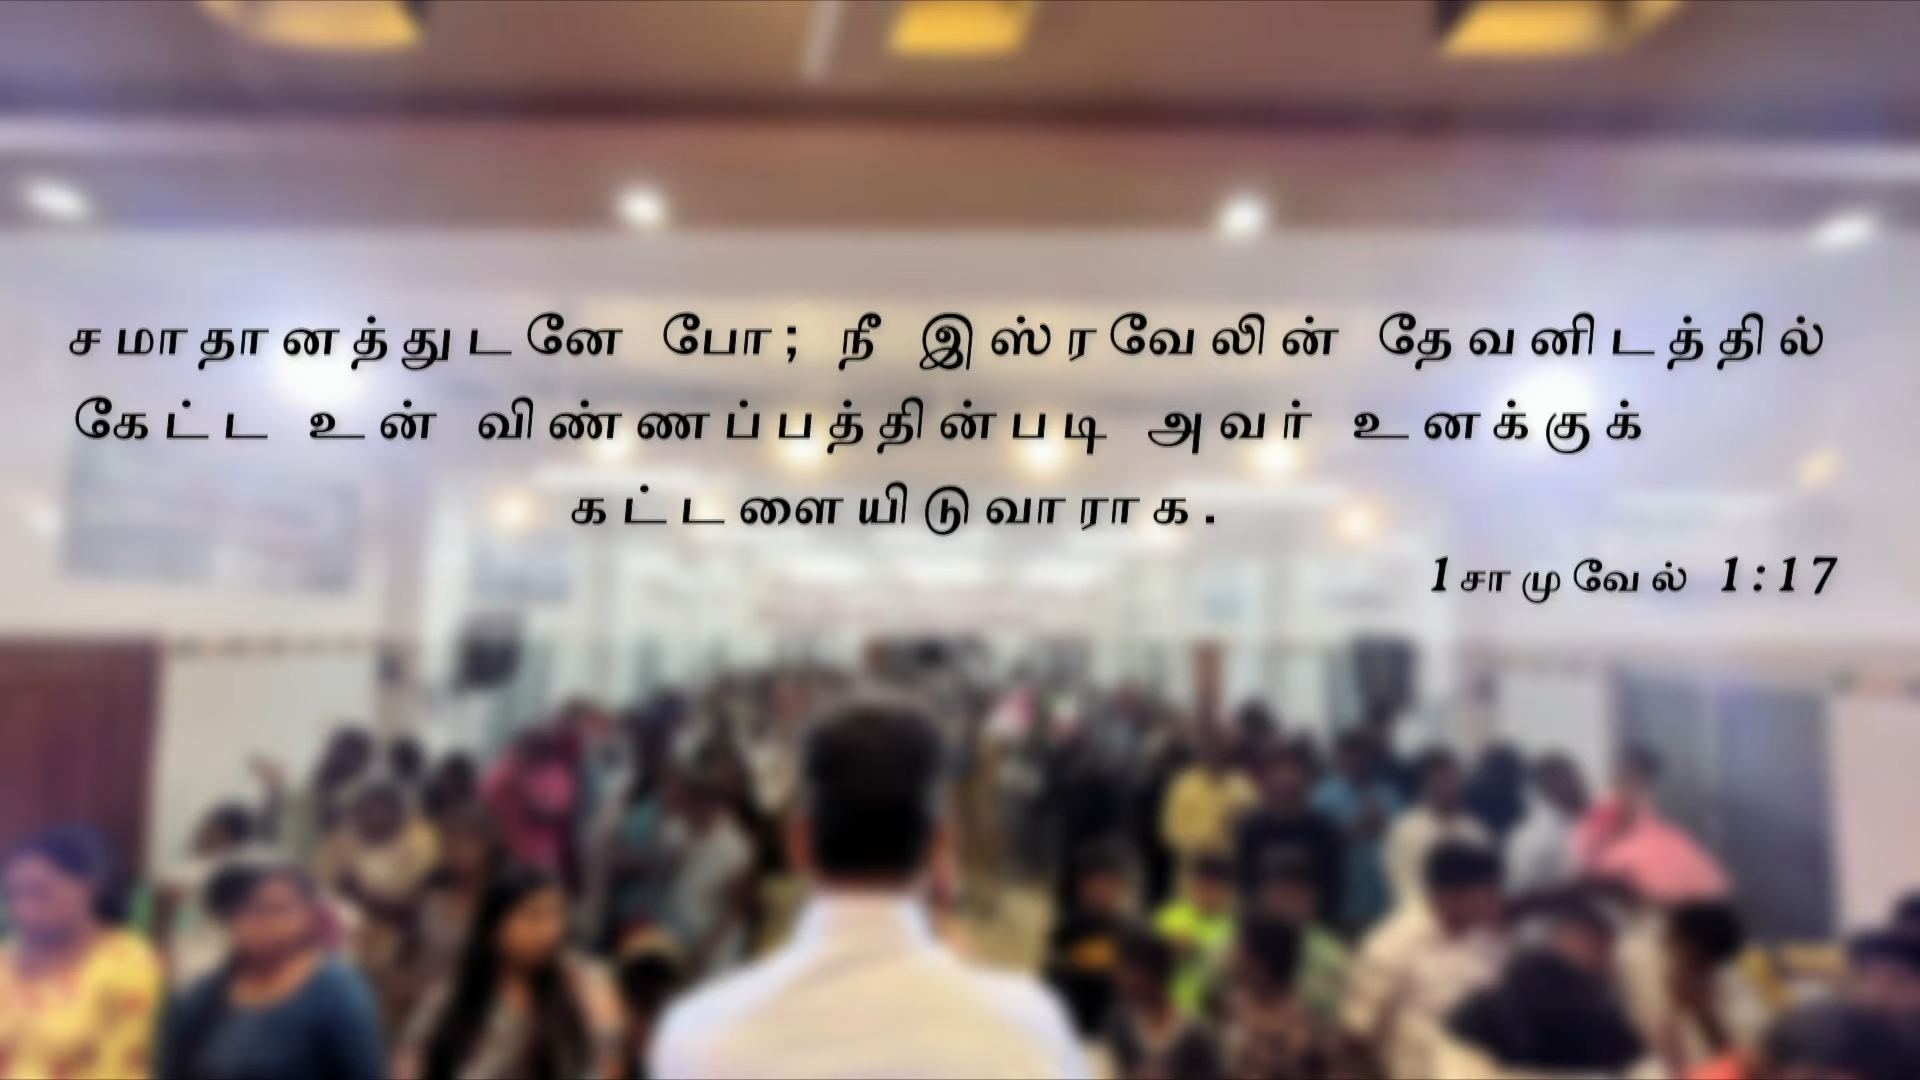 சமாதானத்துடனே போ; நீ இஸ்ரவேலின் தேவனிடத்தில்
கேட்ட உன் விண்ணப்பத்தின்படி அவர் உனக்குக்
கட்டளையிடுவாராக.
1சாமுவேல் 1:17